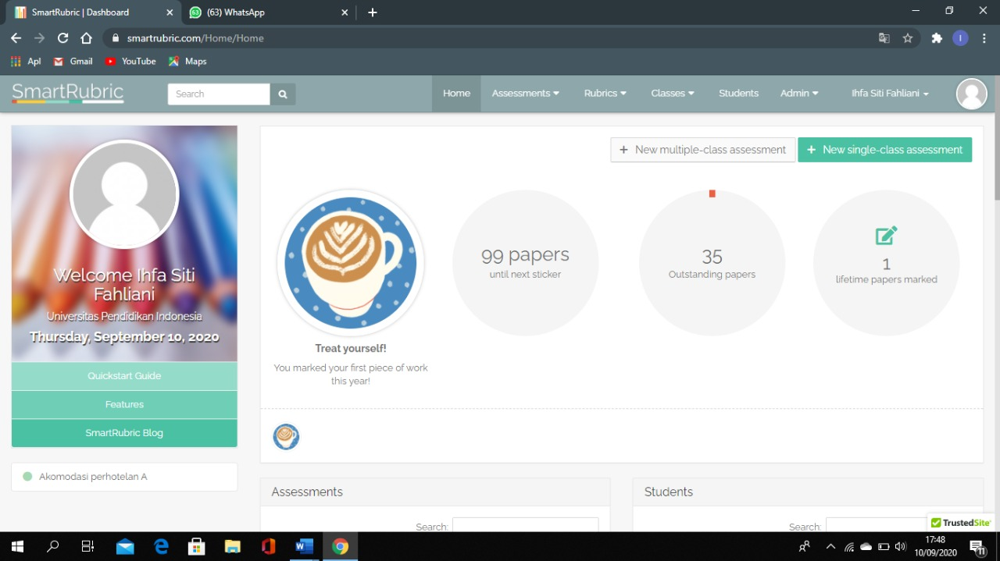 SmartRubric | Dashboard
(63) WhatsApp
smartrubric.com/Home/Home
Apl
Gmail
YouTube
Maps
SmartRubric
Search
Home
Assessments
Rubrics
Classes
Students
Admin
Ihfa Siti Fahliani
Welcome Ihfa Siti
Fahliani
Universitas Pendidikan Indonesia
Thursday, September 10, 2020
Quickstart Guide
Features
SmartRubric Blog
Akomodasi perhotelan A
+ New multiple-class assessment
+ New single-class assessment
Treat yourself!
You marked your first piece of work
this year!
99 papers
until next sticker
35
Outstanding papers
1
lifetime papers marked
Assessments
Search:
Students
Search:
TrustedSite
17:48
10/09/2020
11